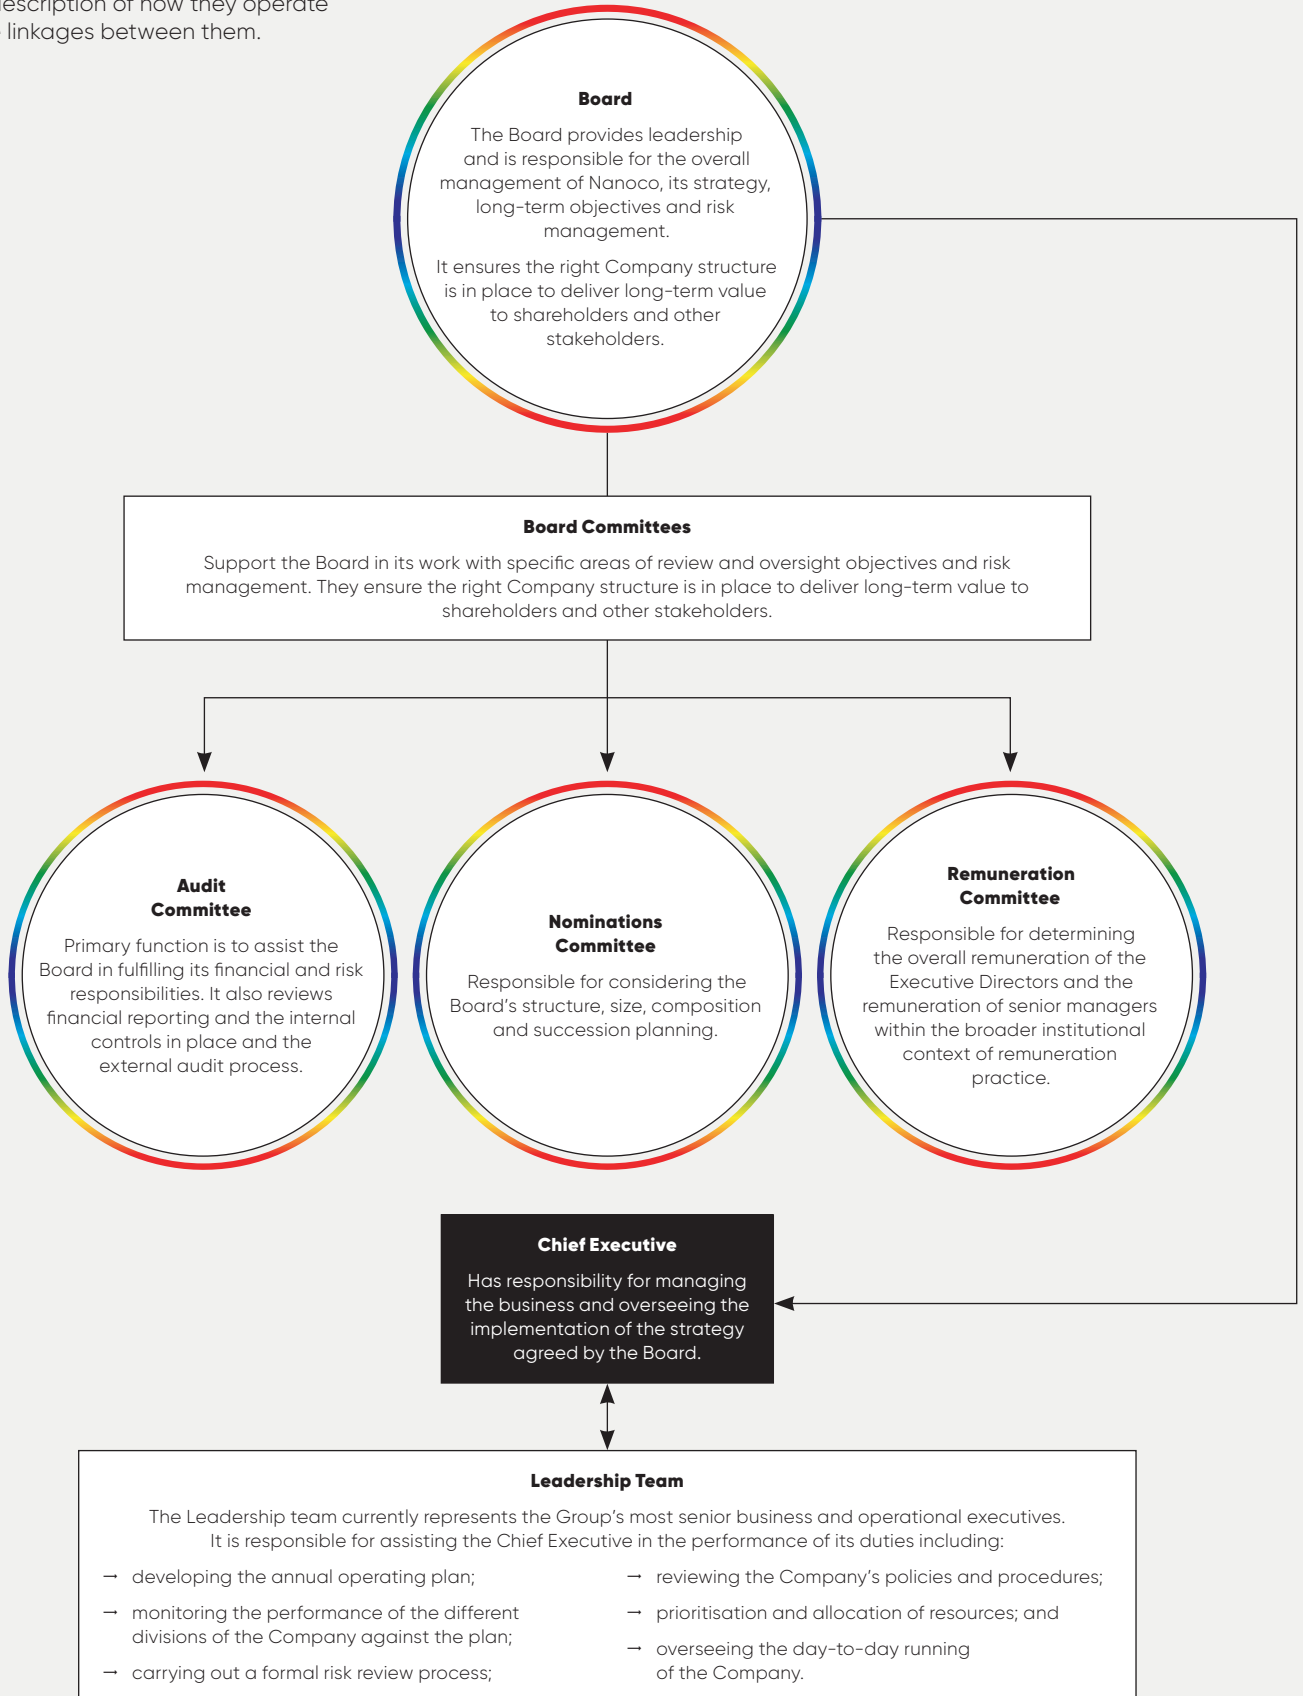 description of how they operate
linkages between them.
Board
The Board provides leadership
and is responsible for the overall
management of Nanoco, its strategy,
long-term objectives and risk
management.
It ensures the right Company structure
is in place to deliver long-term value
to shareholders and other
stakeholders.
Board Committees
Support the Board in its work with specific areas of review and oversight objectives and risk
management. They ensure the right Company structure is in place to deliver long-term value to
shareholders and other stakeholders.
Audit
Committee
Primary function is to assist the
Board in fulfilling its financial and risk
responsibilities. It also reviews
financial reporting and the internal
controls in place and the
external audit process.
Nominations
Committee
Responsible for considering the
Board's structure, size, composition
and succession planning.
Remuneration
Committee
Responsible for determining
the overall remuneration of the
Executive Directors and the
remuneration of senior managers
within the broader institutional
context of remuneration
practice.
Chief Executive
Has responsibility for managing
the business and overseeing the
implementation of the strategy
agreed by the Board.
Leadership Team
The Leadership team currently represents the Group's most senior business and operational executives.
It is responsible for assisting the Chief Executive in the performance of its duties including:
→ developing the annual operating plan;
→ monitoring the performance of the different
divisions of the Company against the plan;
→ carrying out a formal risk review process;
→ reviewing the Company's policies and procedures;
→ prioritisation and allocation of resources; and
→ overseeing the day-to-day running
of the Company.